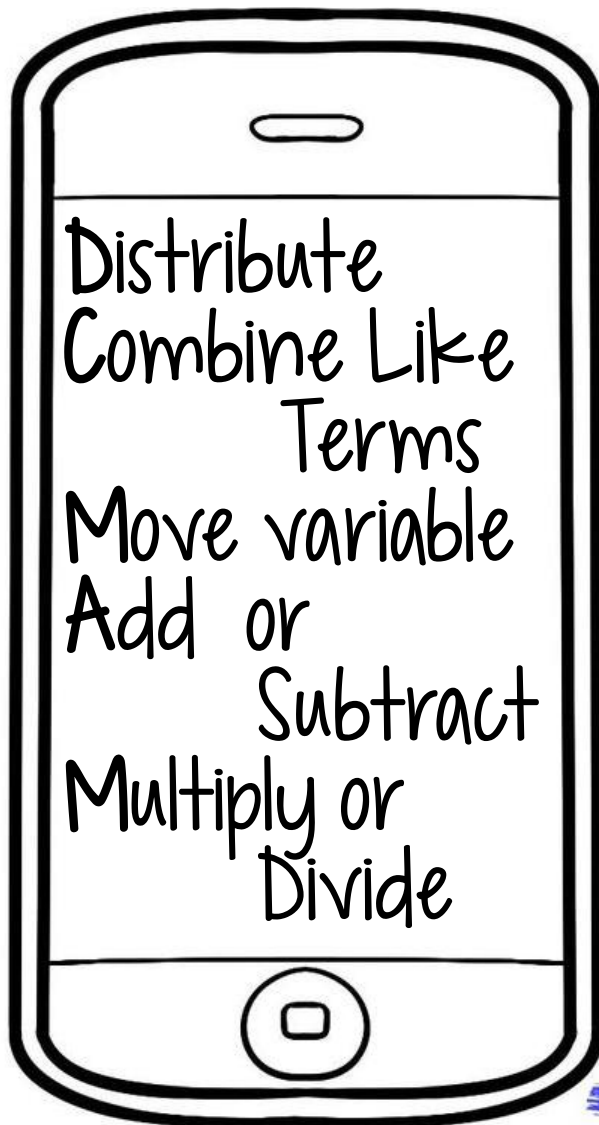 Distribute
Combine Like
Terms
Move variable
Add or
Subtract
Multiply or
Divide